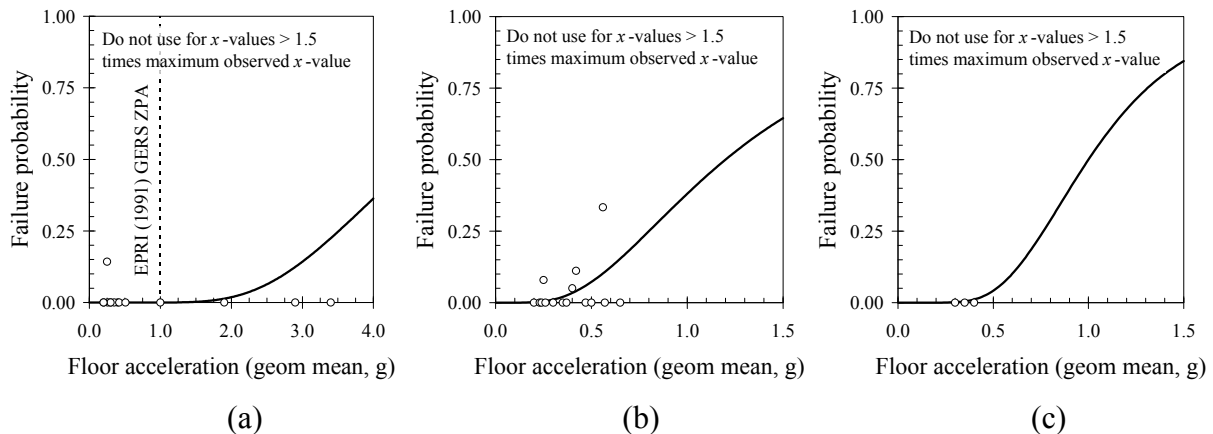 Do not use for x-values > 1.5
times maximum observed x-value
EPRI (1991) GERS ZPA
Failure probability
1.00
0.75
0.50
0.25
0.00
0.0 1.0 2.0 3.0 4.0
Floor acceleration (geom mean, g)
(a)
Do not use for x-values > 1.5
times maximum observed x-value
Failure probability
1.00
0.75
0.50
0.25
0.00
0.0 0.5 1.0 1.5
Floor acceleration (geom mean, g)
(b)
Do not use for x-values > 1.5
times maximum observed x-value
Failure probability
1.00
0.75
0.50
0.25
0.00
0.0 0.5 1.0 1.5
Floor acceleration (geom mean, g)
(c)